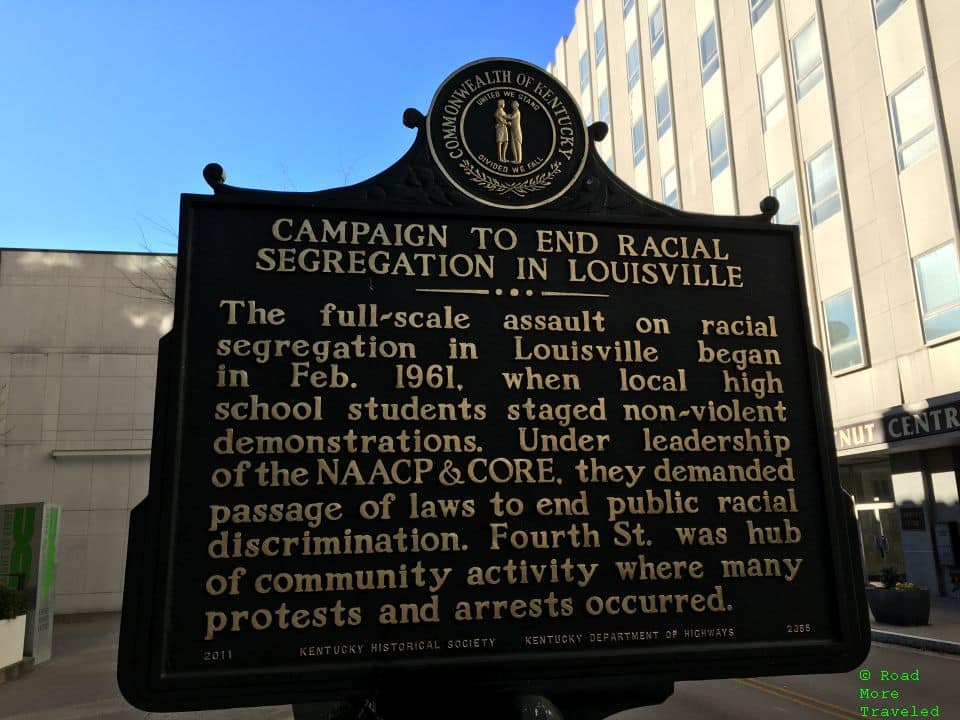 COMMONWEALTH OF KENTUCKY
UNITED WE STAND
DIVIDED WE FALL
CAMPAIGN TO END RACIAL
SEGREGATION IN LOUISVILLE
The full-scale assault on racial
segregation in Louisville began
in Feb. 1961, when local high
school students staged non-violent
demonstrations. Under leadership
of the NAACP & CORE, they demanded
passage of laws to end public racial
discrimination. Fourth St. was hub
of community activity where many
protests and arrests occurred.
2011 KENTUCKY HISTORICAL SOCIETY KENTUCKY DEPARTMENT OF HIGHWAYS 2355
TNUT CENTR
© Road
More
Traveled